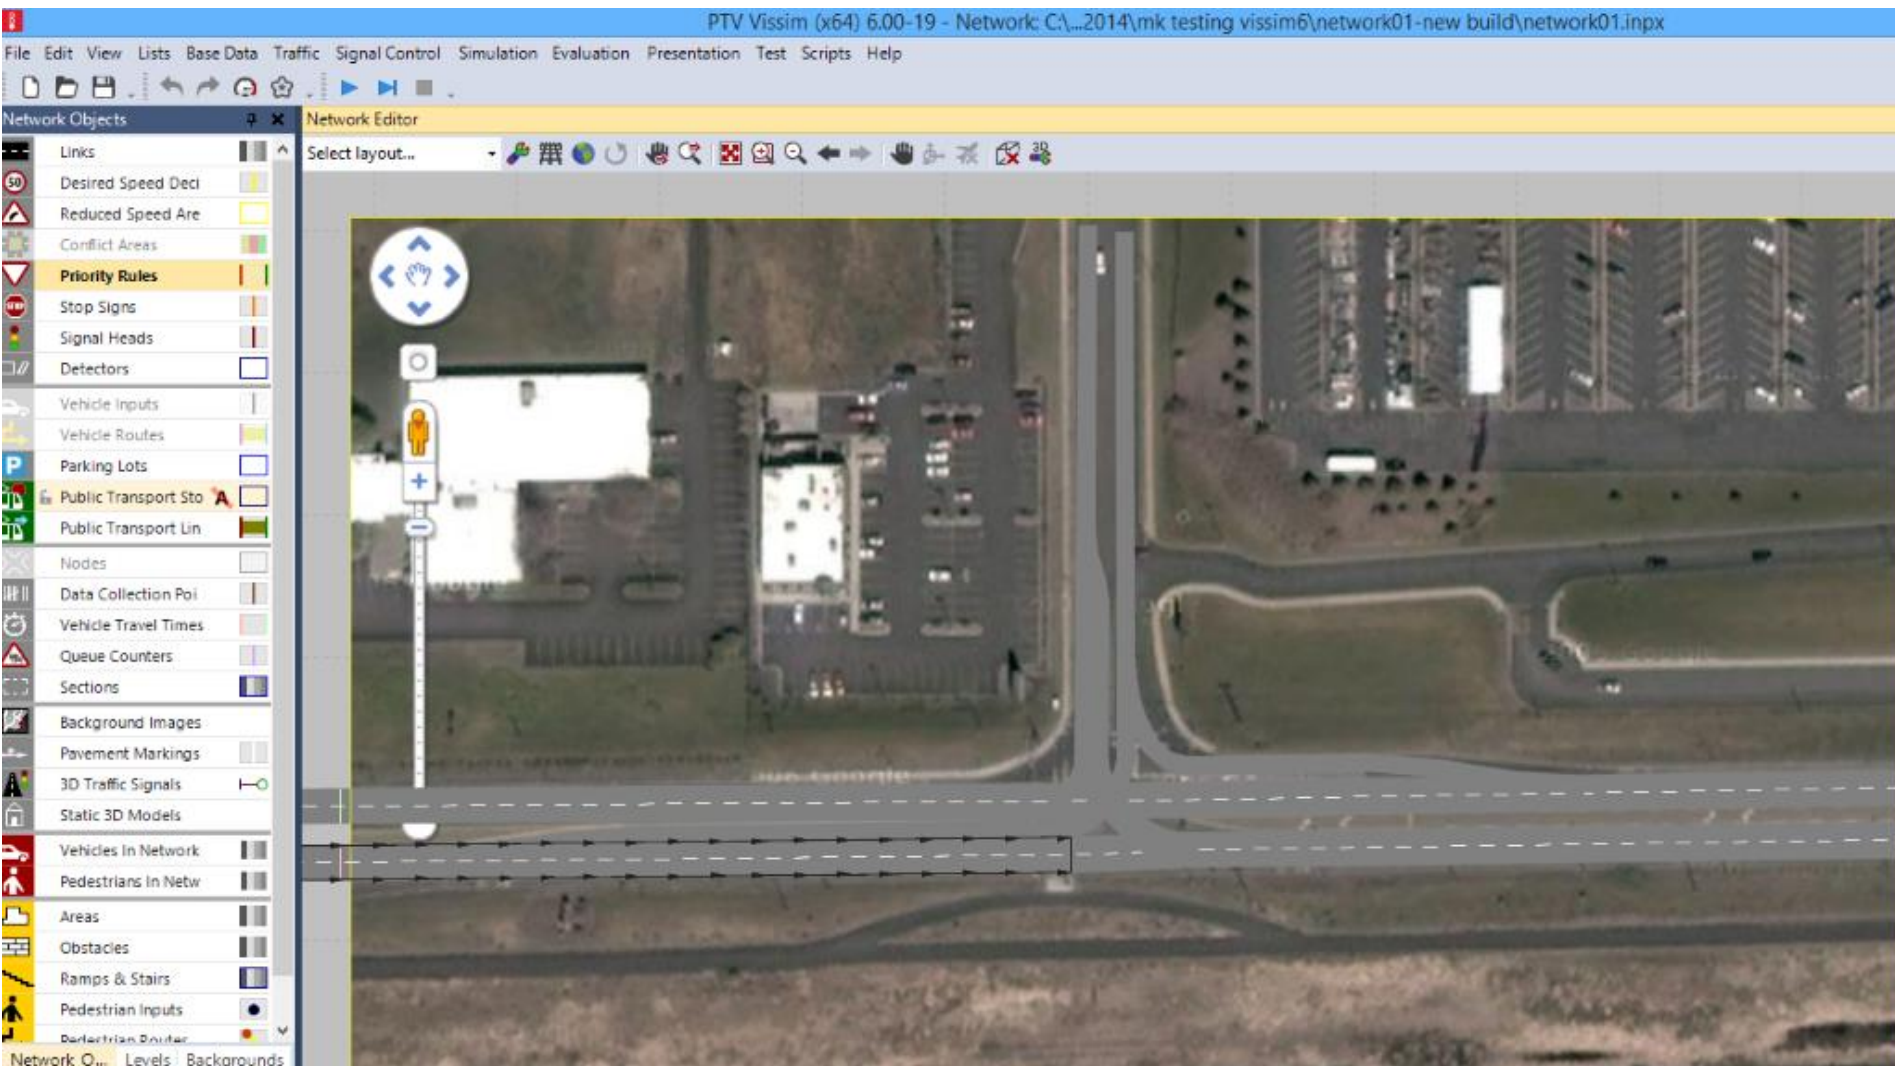 PTV Vissim (x64) 6.00-19 - Network: C:\...2014\mk testing vissim6\network01-new build\network01.inpx
File Edit View Lists Base Data Traffic Signal Control Simulation Evaluation Presentation Test Scripts Help
Network Objects
Network Editor
Select layout...
Links
50 Desired Speed Deci
Reduced Speed Are
Conflict Areas
Priority Rules
STOP Stop Signs
Signal Heads
Detectors
Vehicle Inputs
Vehicle Routes
P Parking Lots
Public Transport Sto A
Public Transport Lin
Nodes
Data Collection Poi
Vehicle Travel Times
Queue Counters
Sections
Background Images
Pavement Markings
3D Traffic Signals
Static 3D Models
Vehicles In Network
Pedestrians In Netw
Areas
Obstacles
Ramps & Stairs
Pedestrian Inputs
Pedestrian Routes
Network O... Levels Backgrounds
3D